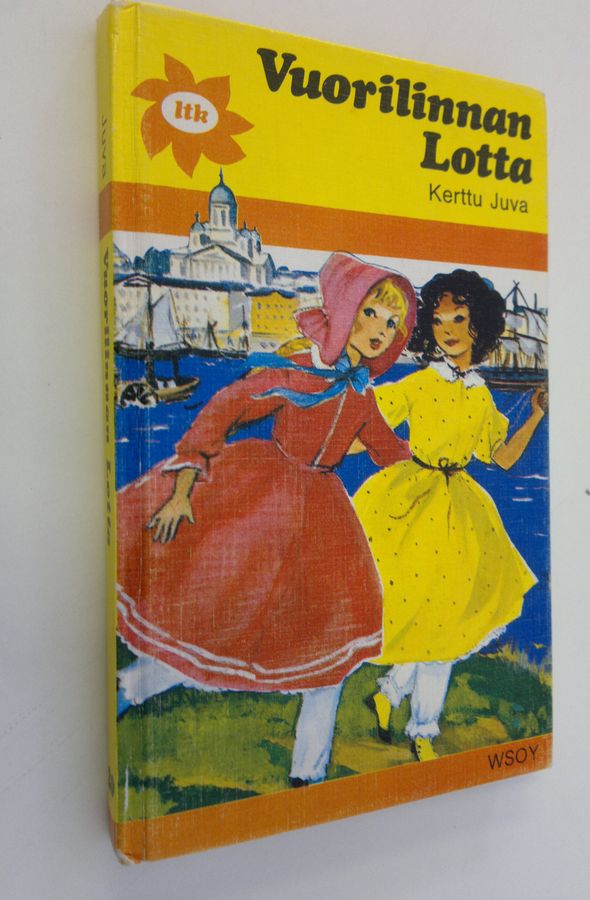 ltk
Vuorilinnan
Lotta
Kerttu Juva
WSOY
JUVA
Vuorilinnan Lotta